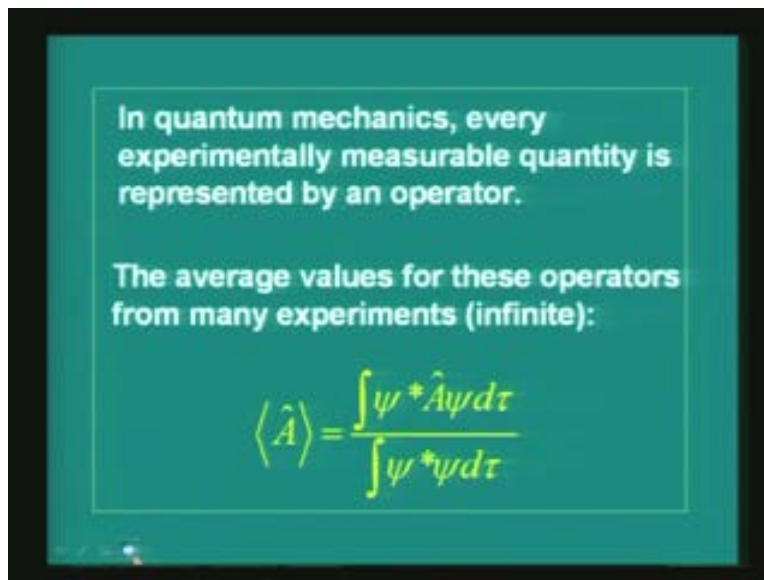 In quantum mechanics, every
experimentally measurable quantity is
represented by an operator.
The average values for these operators
from many experiments (infinite):
⟨Â⟩ = ∫ψ*Âψdτ / ∫ψ*ψdτ